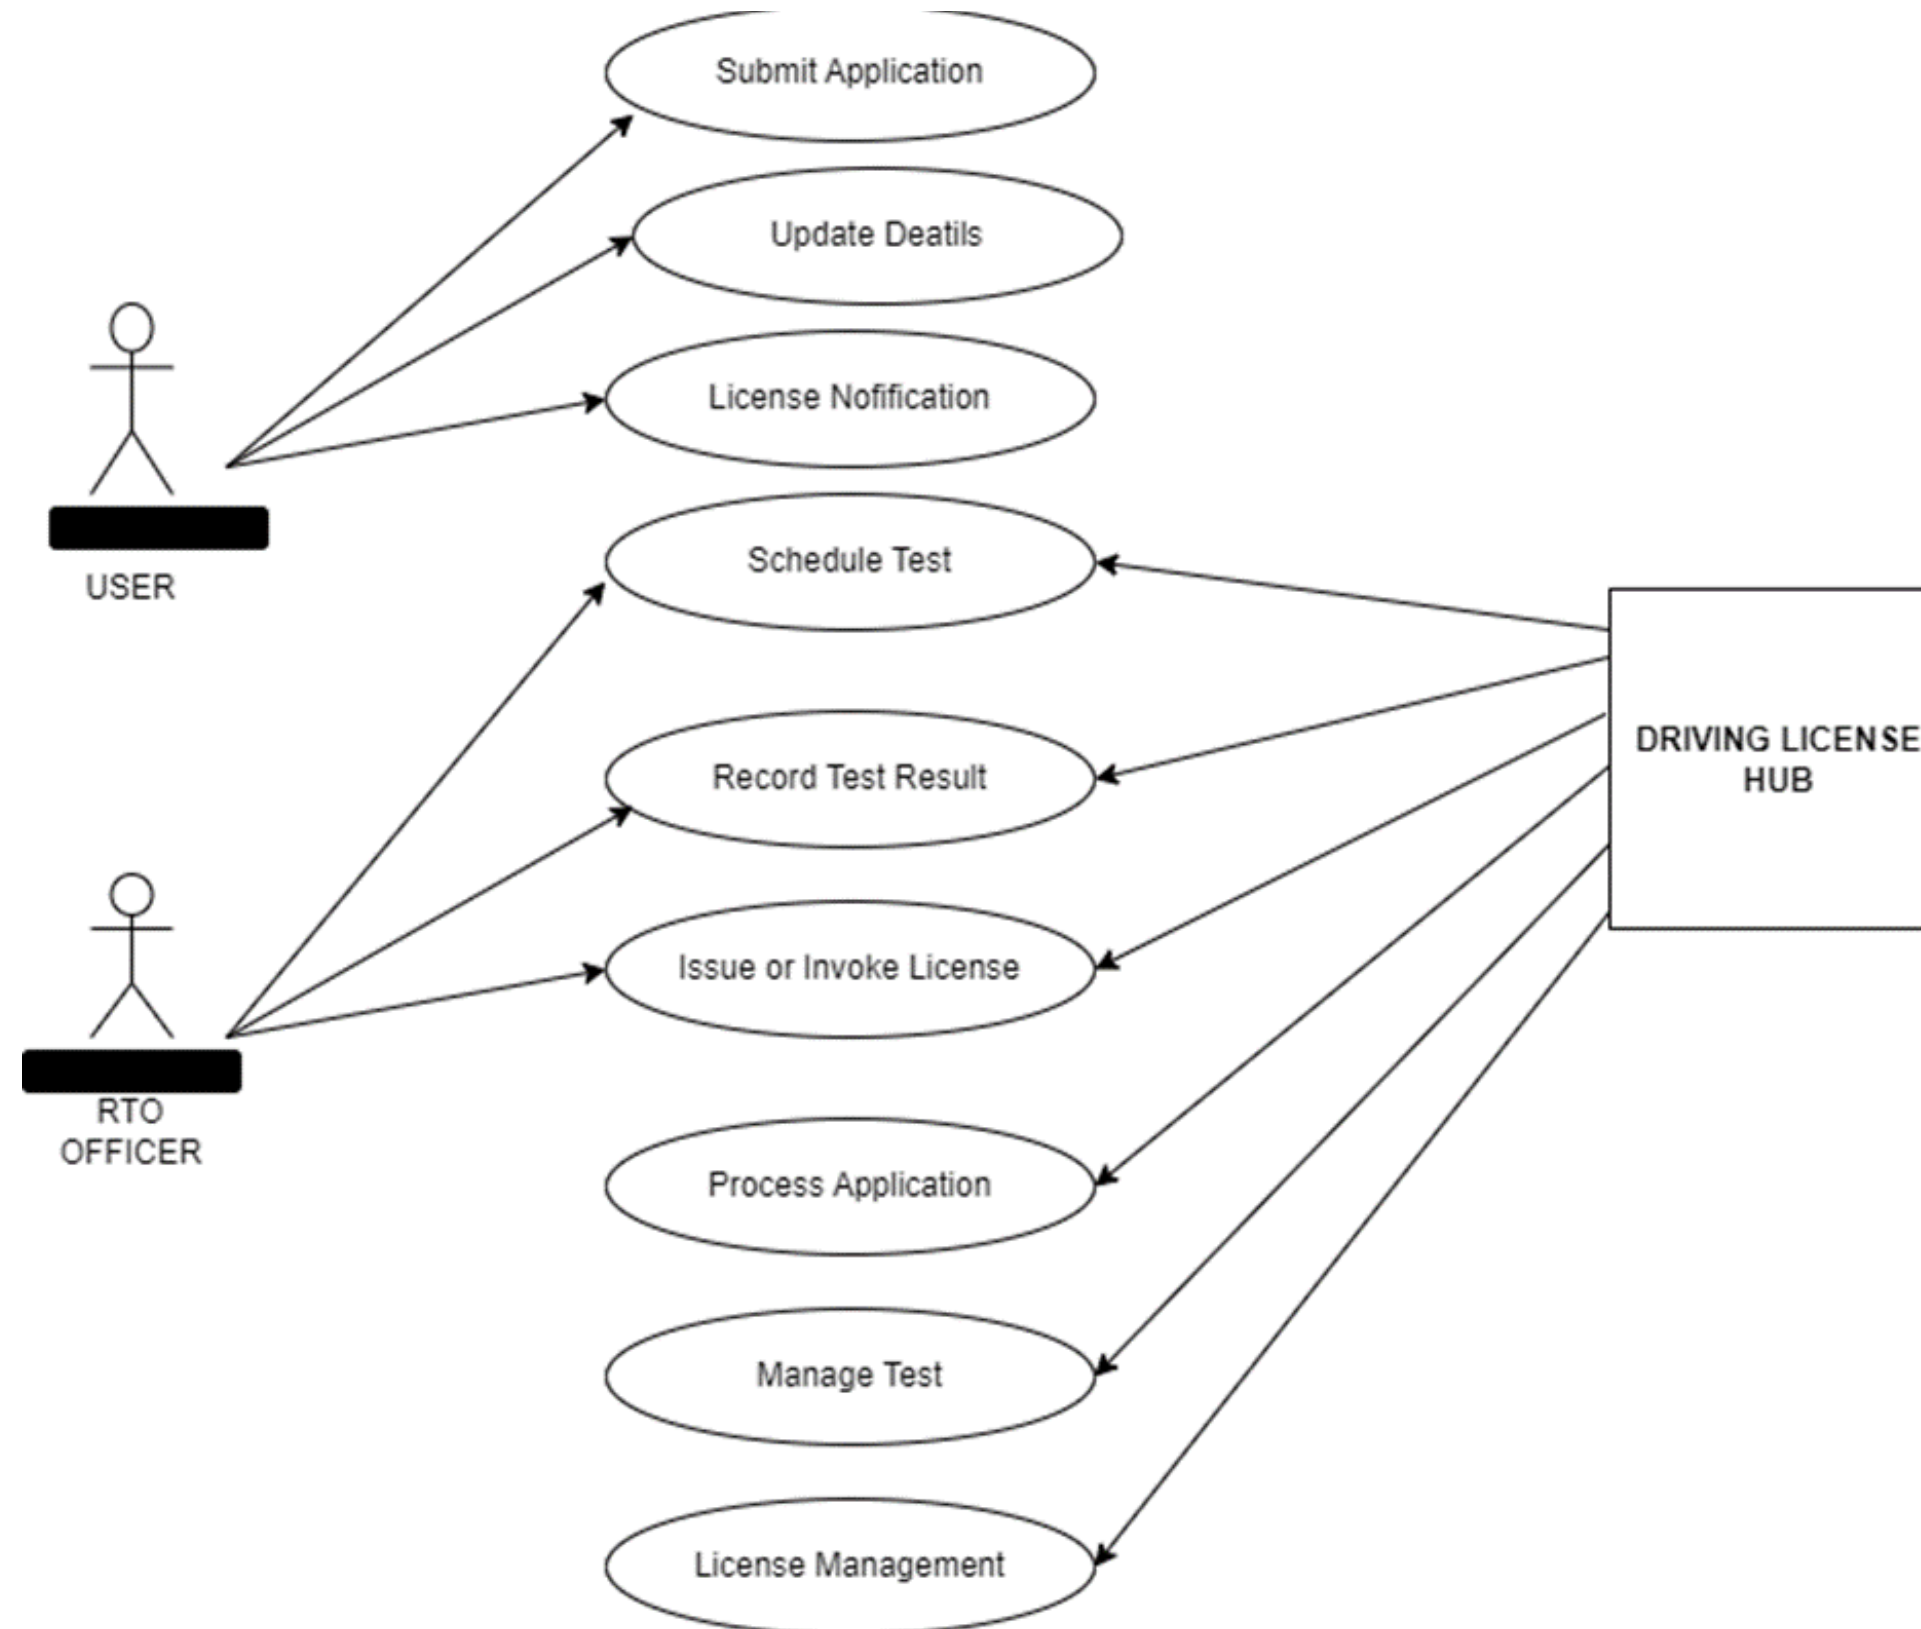 Submit Application
Update Deatils
License Nofification
USER
Schedule Test
DRIVING LICENSE
HUB
Record Test Result
Issue or Invoke License
RTO
OFFICER
Process Application
Manage Test
License Management